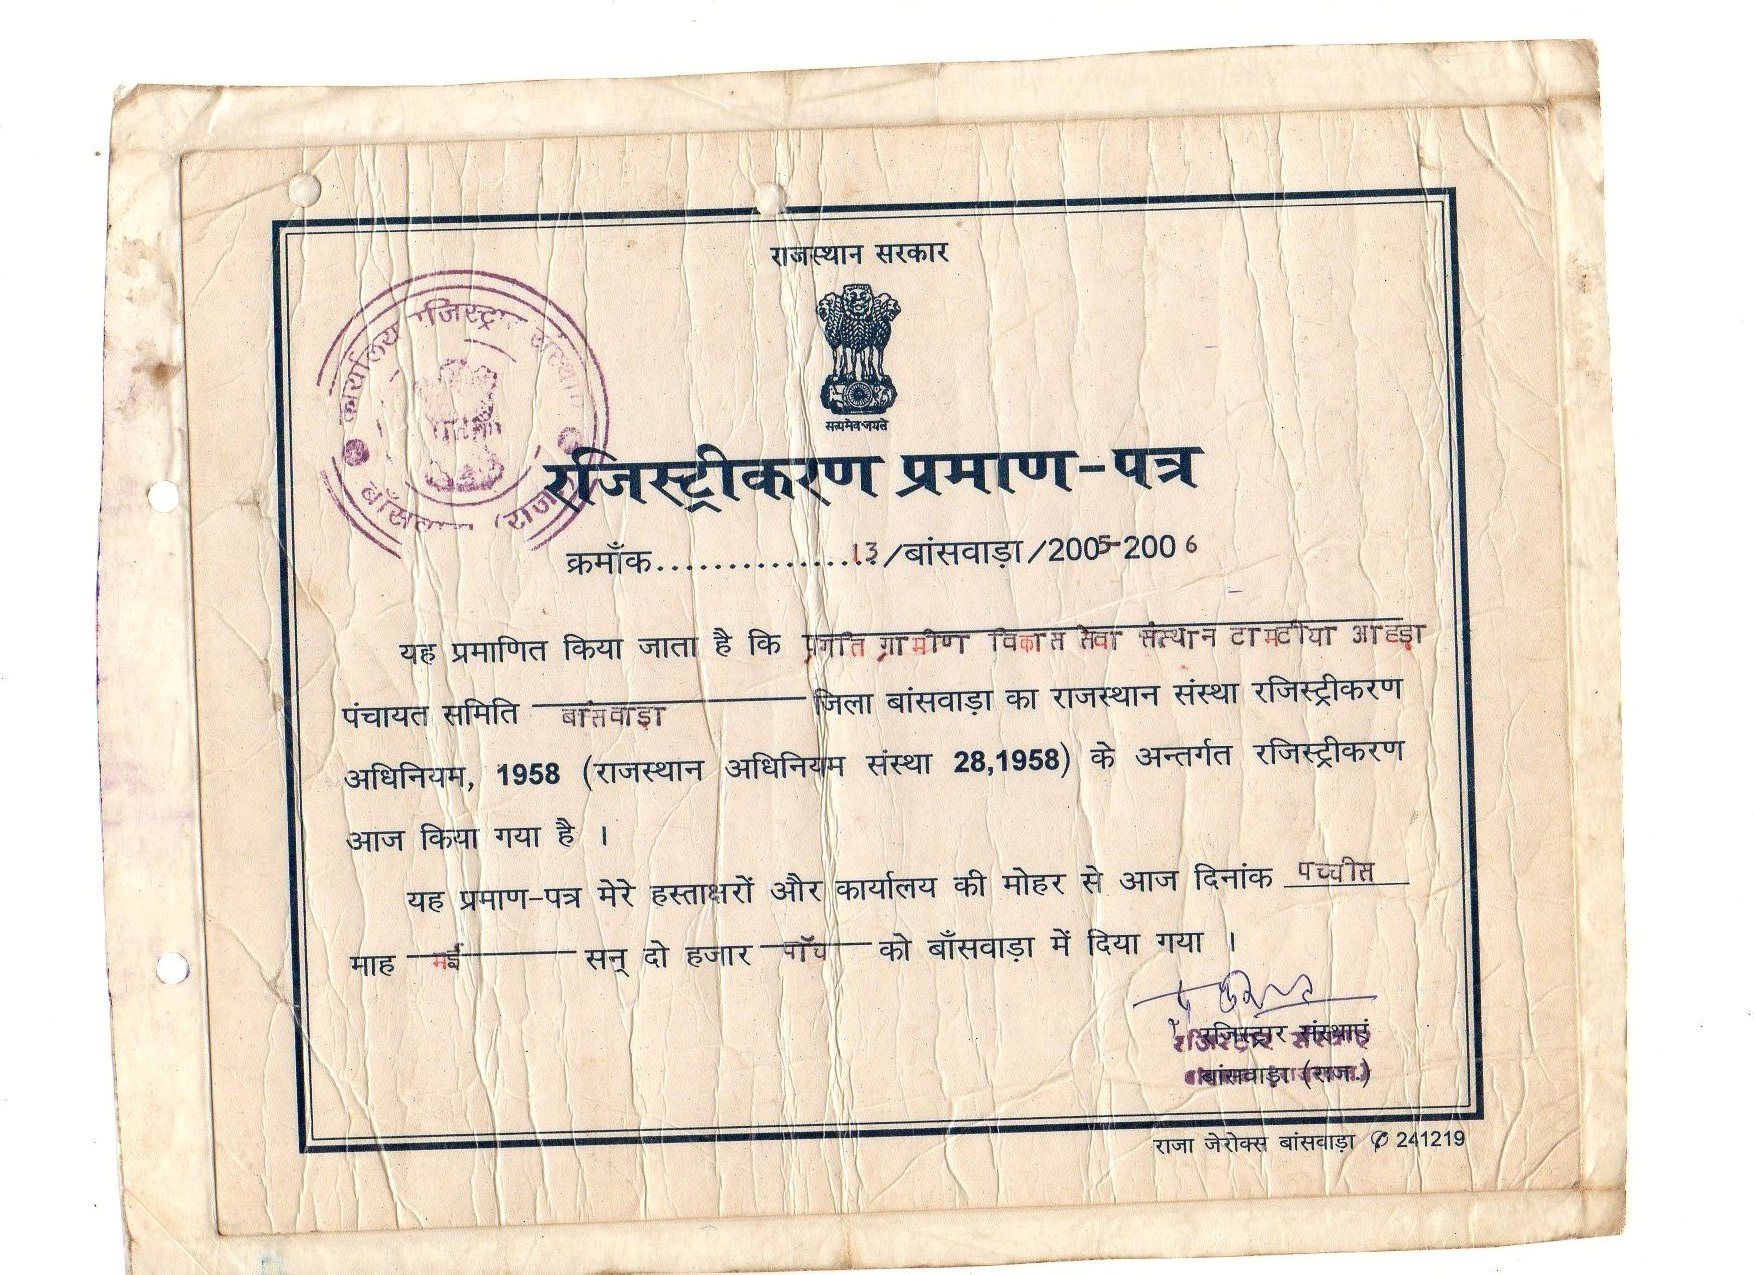 राजस्थान सरकार
सत्यमेव जयते
कार्यालय रजिस्ट्रार संस्थाएं
बाँसवाड़ा (राज
रजिस्ट्रीकरण प्रमाण-पत्र
क्रमाँक...............13/बांसवाड़ा/2005-2006
यह प्रमाणित किया जाता है कि प्रगति ग्रामीण विकास सेवा संस्थान टामटीया आहड़ा
पंचायत समिति बांसवाड़ा जिला बांसवाड़ा का राजस्थान संस्था रजिस्ट्रीकरण
अधिनियम, 1958 (राजस्थान अधिनियम संस्था 28,1958) के अन्तर्गत रजिस्ट्रीकरण
आज किया गया है ।
यह प्रमाण-पत्र मेरे हस्ताक्षरों और कार्यालय की मोहर से आज दिनांक पच्चीस
माह मई सन् दो हजार पाँच को बाँसवाड़ा में दिया गया ।
रजिस्ट्रार संस्थाएं
बांसवाड़ा (राज.)
राजा जेरोक्स बांसवाड़ा ✆ 241219